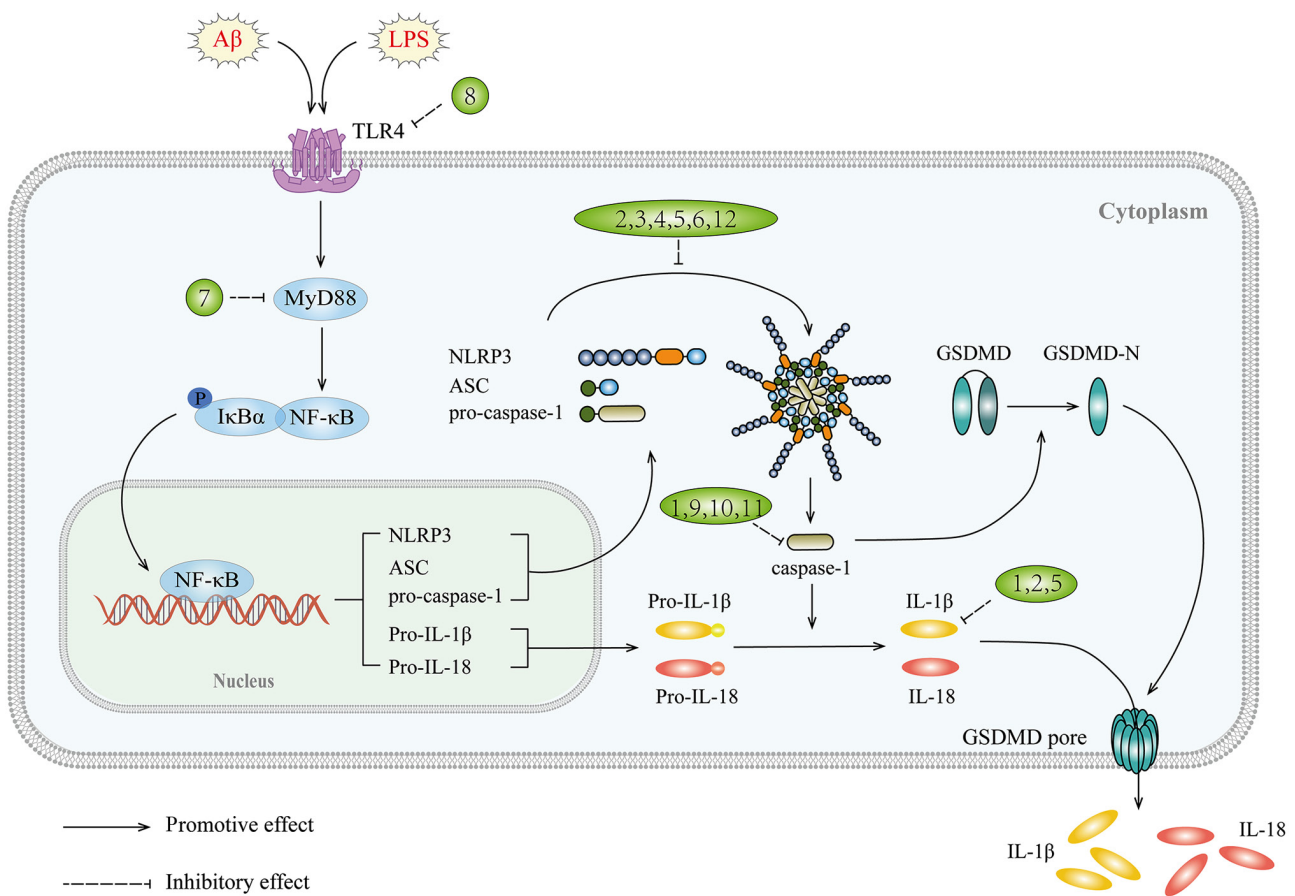 Aβ
LPS
8
TLR4
Cytoplasm
2,3,4,5,6,12
7
MyD88
NLRP3
ASC
pro-caspase-1
GSDMD
GSDMD-N
P
IκBα
NF-κB
1,9,10,11
caspase-1
NLRP3
ASC
pro-caspase-1
Pro-IL-1β
Pro-IL-18
NF-κB
Nucleus
Pro-IL-1β
Pro-IL-18
IL-1β
IL-18
1,2,5
GSDMD pore
IL-1β
IL-18
Promotive effect
Inhibitory effect